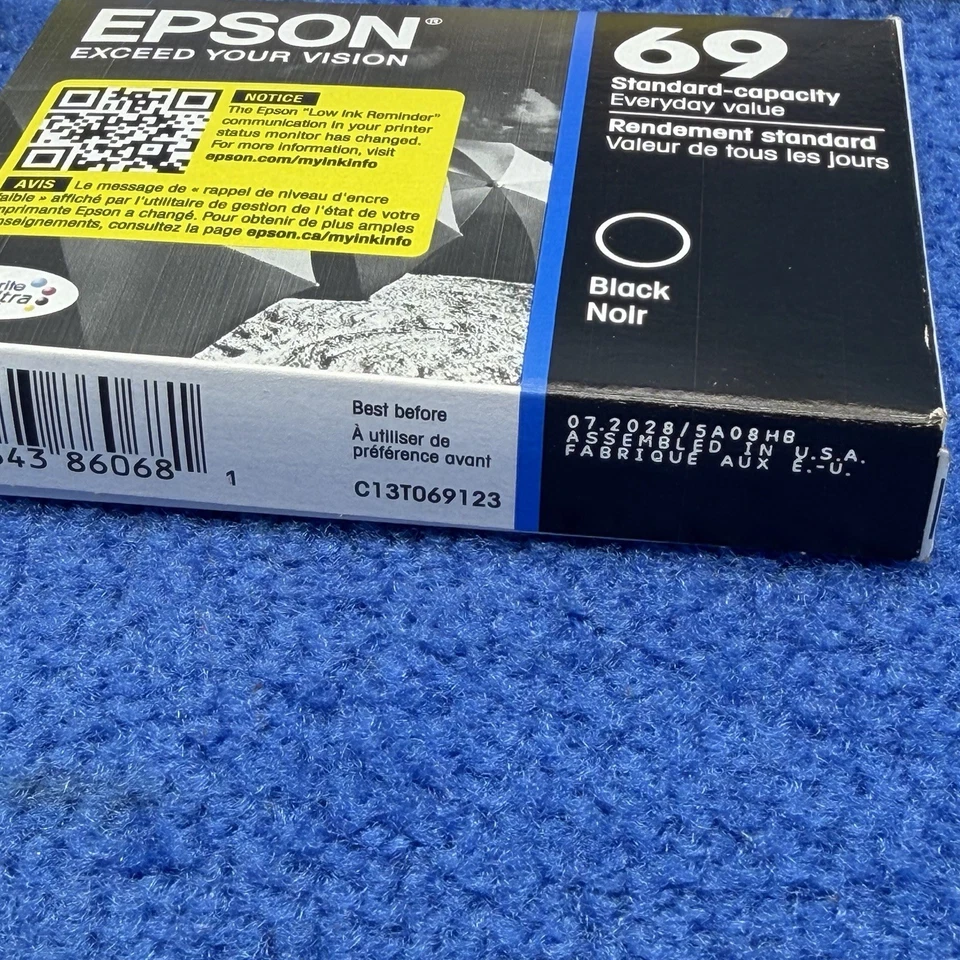 EPSON®
EXCEED YOUR VISION
NOTICE
The Epson "Low Ink Reminder"
communication in your printer
status monitor has changed.
For more information, visit
epson.com/myinkinfo
AVIS Le message de « rappel de niveau d'encre
» affiché par l'utilitaire de gestion de l'état de votre
Epson a changé. Pour obtenir de plus amples
consultez la page epson.ca/myinkinfo
69
Standard-capacity
Everyday value
Rendement standard
Valeur de tous les jours
Black
Noir
43 86068 1
Best before
À utiliser de
préférence avant
C13T069123
07.2028/5A08HB
ASSEMBLED IN U.S.A.
FABRIQUÉ AUX É.-U.